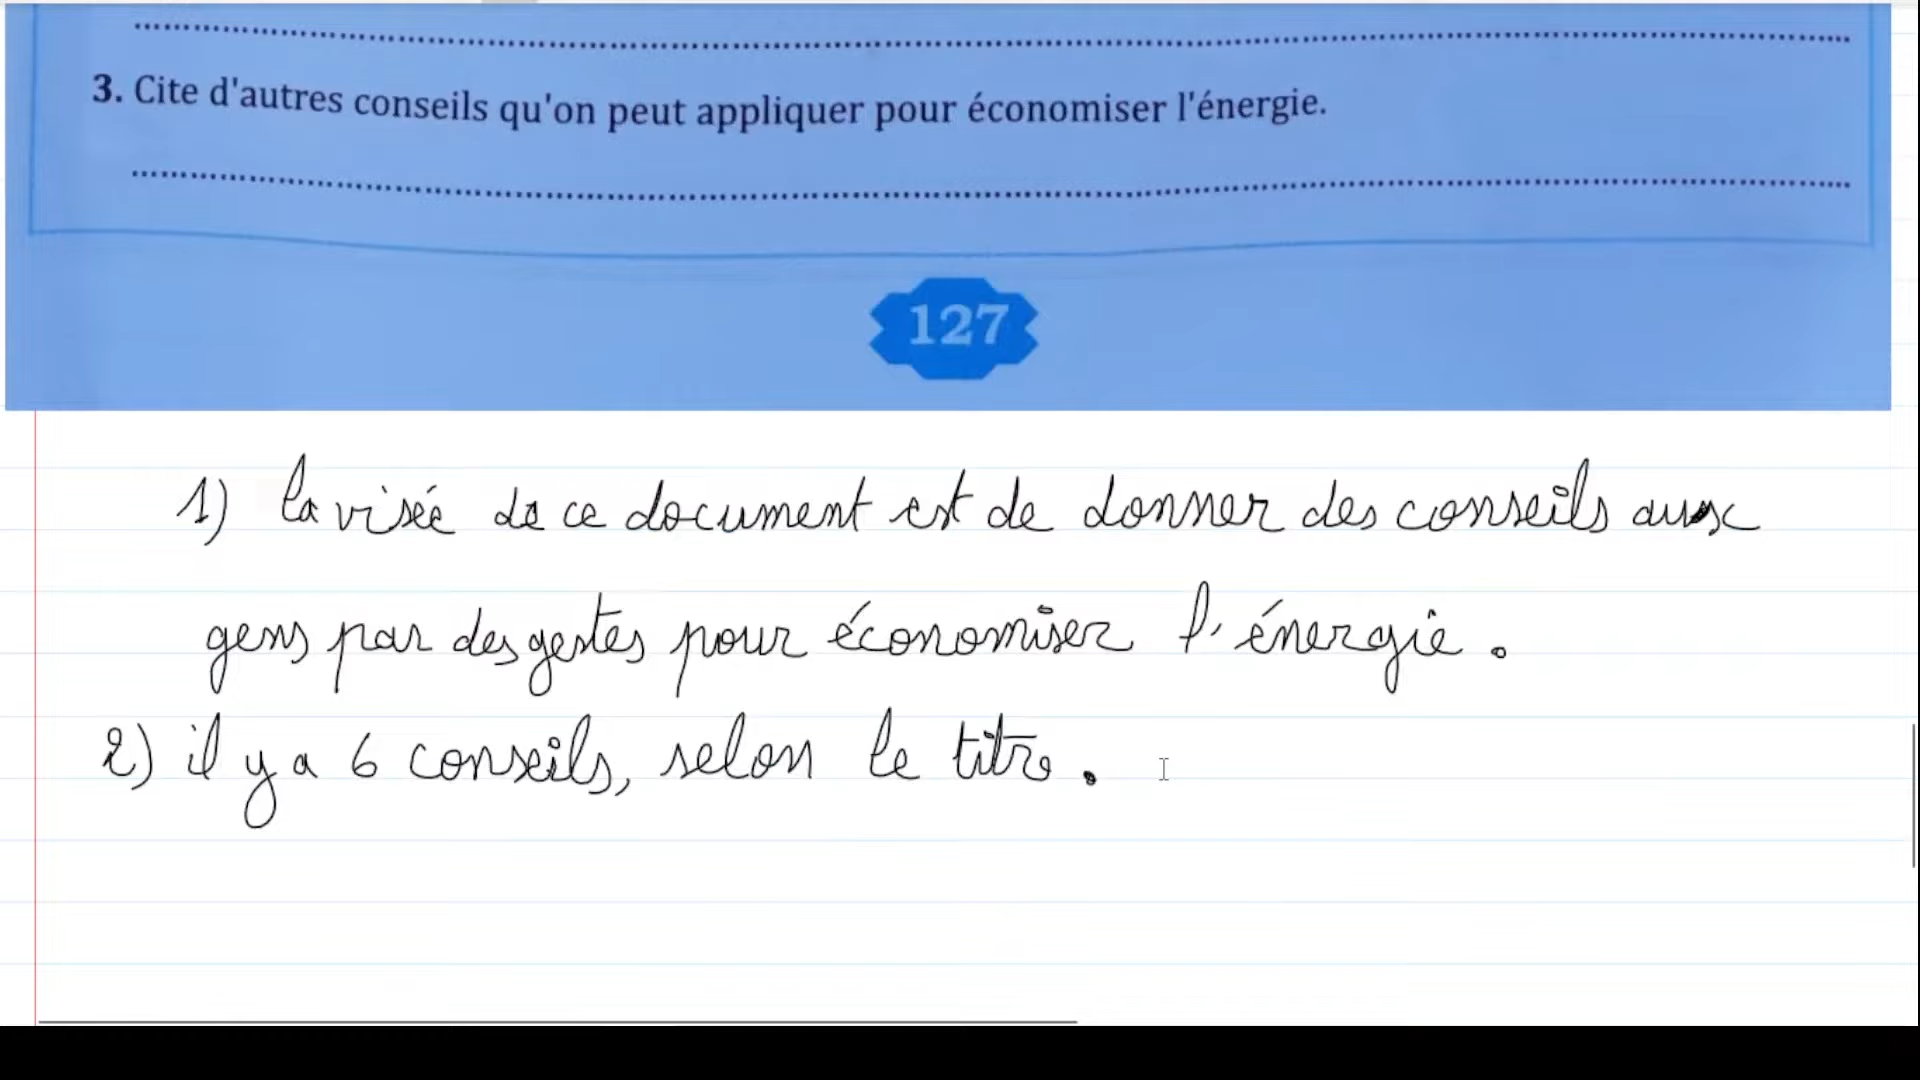 3. Cite d'autres conseils qu'on peut appliquer pour économiser l'énergie.
127
1) la visée de ce document est de donner des conseils aux
gens par des gestes pour économiser l'énergie.
2) il y a 6 conseils, selon le titre.